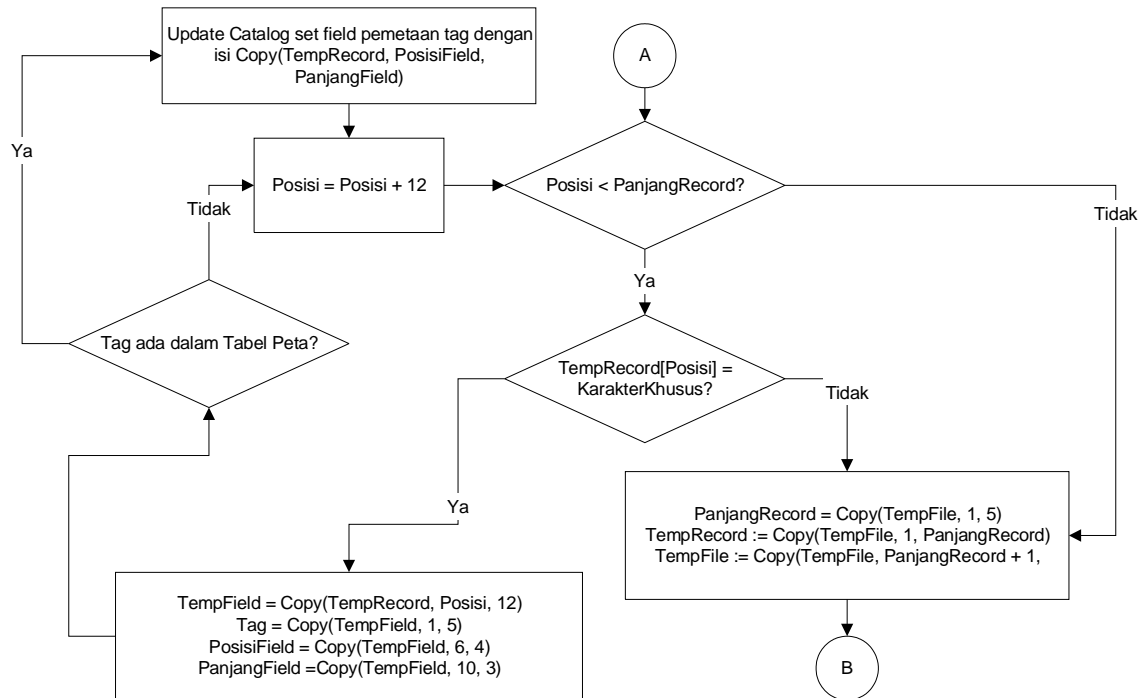 Update Catalog set field pemetaan tag dengan
isi Copy(TempRecord, PosisiField,
PanjangField)
A
Ya
Posisi = Posisi + 12
Posisi < PanjangRecord?
Tidak
Tidak
Ya
Tag ada dalam Tabel Peta?
TempRecord[Posisi] =
KarakterKhusus?
Tidak
Ya
PanjangRecord = Copy(TempFile, 1, 5)
TempRecord := Copy(TempFile, 1, PanjangRecord)
TempFile := Copy(TempFile, PanjangRecord + 1,
TempField = Copy(TempRecord, Posisi, 12)
Tag = Copy(TempField, 1, 5)
PosisiField = Copy(TempField, 6, 4)
PanjangField =Copy(TempField, 10, 3)
B